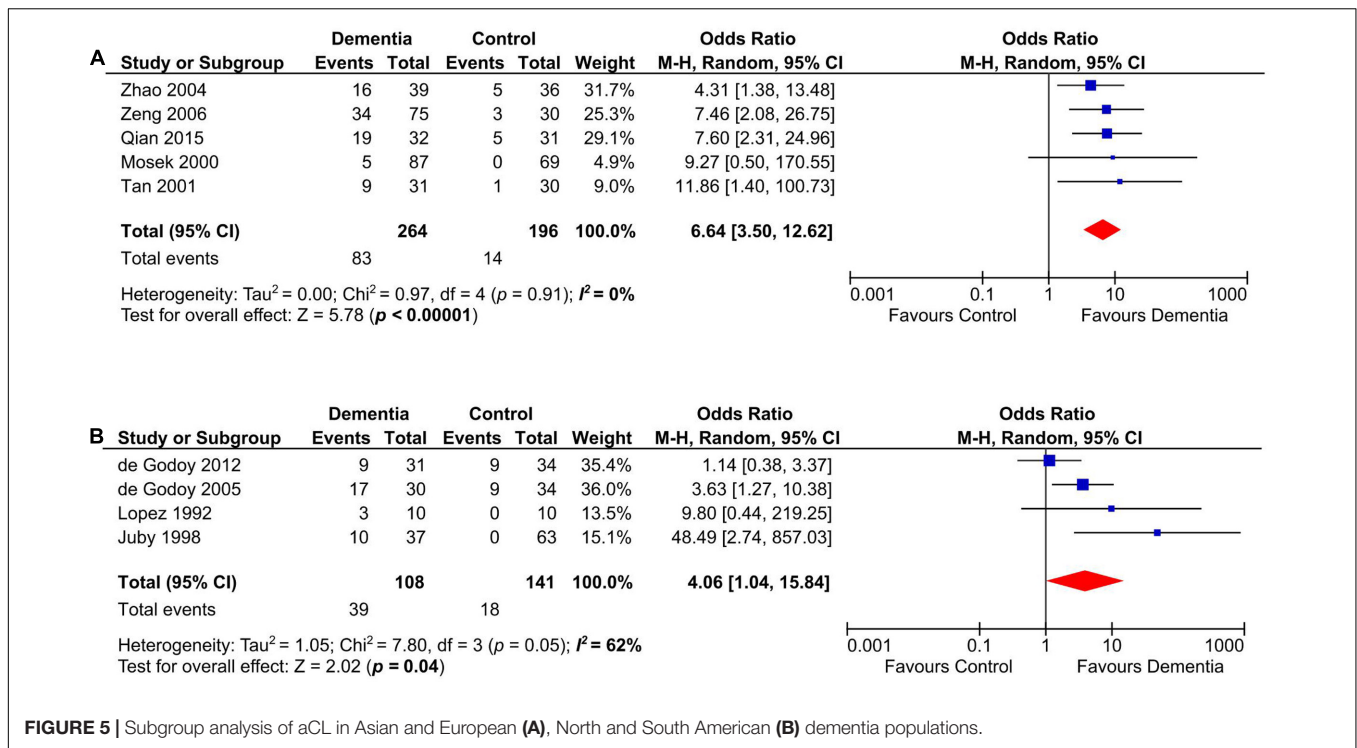 A
Dementia Control Odds Ratio Odds Ratio
Study or Subgroup Events Total Events Total Weight M-H, Random, 95% CI M-H, Random, 95% CI
Zhao 2004 16 39 5 36 31.7% 4.31 [1.38, 13.48]
Zeng 2006 34 75 3 30 25.3% 7.46 [2.08, 26.75]
Qian 2015 19 32 5 31 29.1% 7.60 [2.31, 24.96]
Mosek 2000 5 87 0 69 4.9% 9.27 [0.50, 170.55]
Tan 2001 9 31 1 30 9.0% 11.86 [1.40, 100.73]
Total (95% CI) 264 196 100.0% 6.64 [3.50, 12.62]
Total events 83 14
Heterogeneity: Tau² = 0.00; Chi² = 0.97, df = 4 (p = 0.91); I² = 0%
Test for overall effect: Z = 5.78 (p < 0.00001)
0.001 0.1 1 10 1000
Favours Control Favours Dementia
B
Dementia Control Odds Ratio Odds Ratio
Study or Subgroup Events Total Events Total Weight M-H, Random, 95% CI M-H, Random, 95% CI
de Godoy 2012 9 31 9 34 35.4% 1.14 [0.38, 3.37]
de Godoy 2005 17 30 9 34 36.0% 3.63 [1.27, 10.38]
Lopez 1992 3 10 0 10 13.5% 9.80 [0.44, 219.25]
Juby 1998 10 37 0 63 15.1% 48.49 [2.74, 857.03]
Total (95% CI) 108 141 100.0% 4.06 [1.04, 15.84]
Total events 39 18
Heterogeneity: Tau² = 1.05; Chi² = 7.80, df = 3 (p = 0.05); I² = 62%
Test for overall effect: Z = 2.02 (p = 0.04)
0.001 0.1 1 10 1000
Favours Control Favours Dementia
FIGURE 5 | Subgroup analysis of aCL in Asian and European (A), North and South American (B) dementia populations.